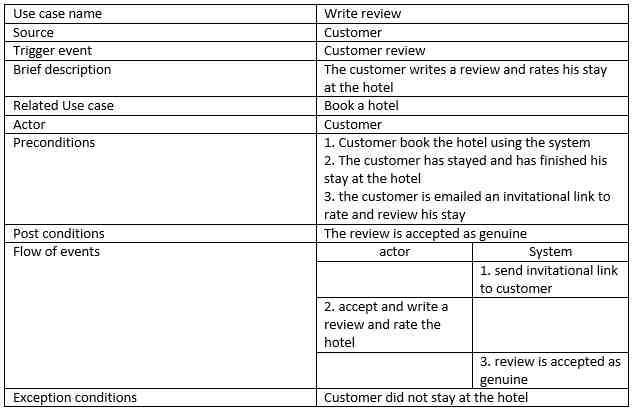 Use case name Write review
Source Customer
Trigger event Customer review
Brief description The customer writes a review and rates his stay
at the hotel
Related Use case Book a hotel
Actor Customer
Preconditions 1. Customer book the hotel using the system
2. The customer has stayed and has finished his
stay at the hotel
3. the customer is emailed an invitational link to
rate and review his stay
Post conditions The review is accepted as genuine
Flow of events actor System
1. send invitational link
to customer
2. accept and write a
review and rate the
hotel
3. review is accepted as
genuine
Exception conditions Customer did not stay at the hotel